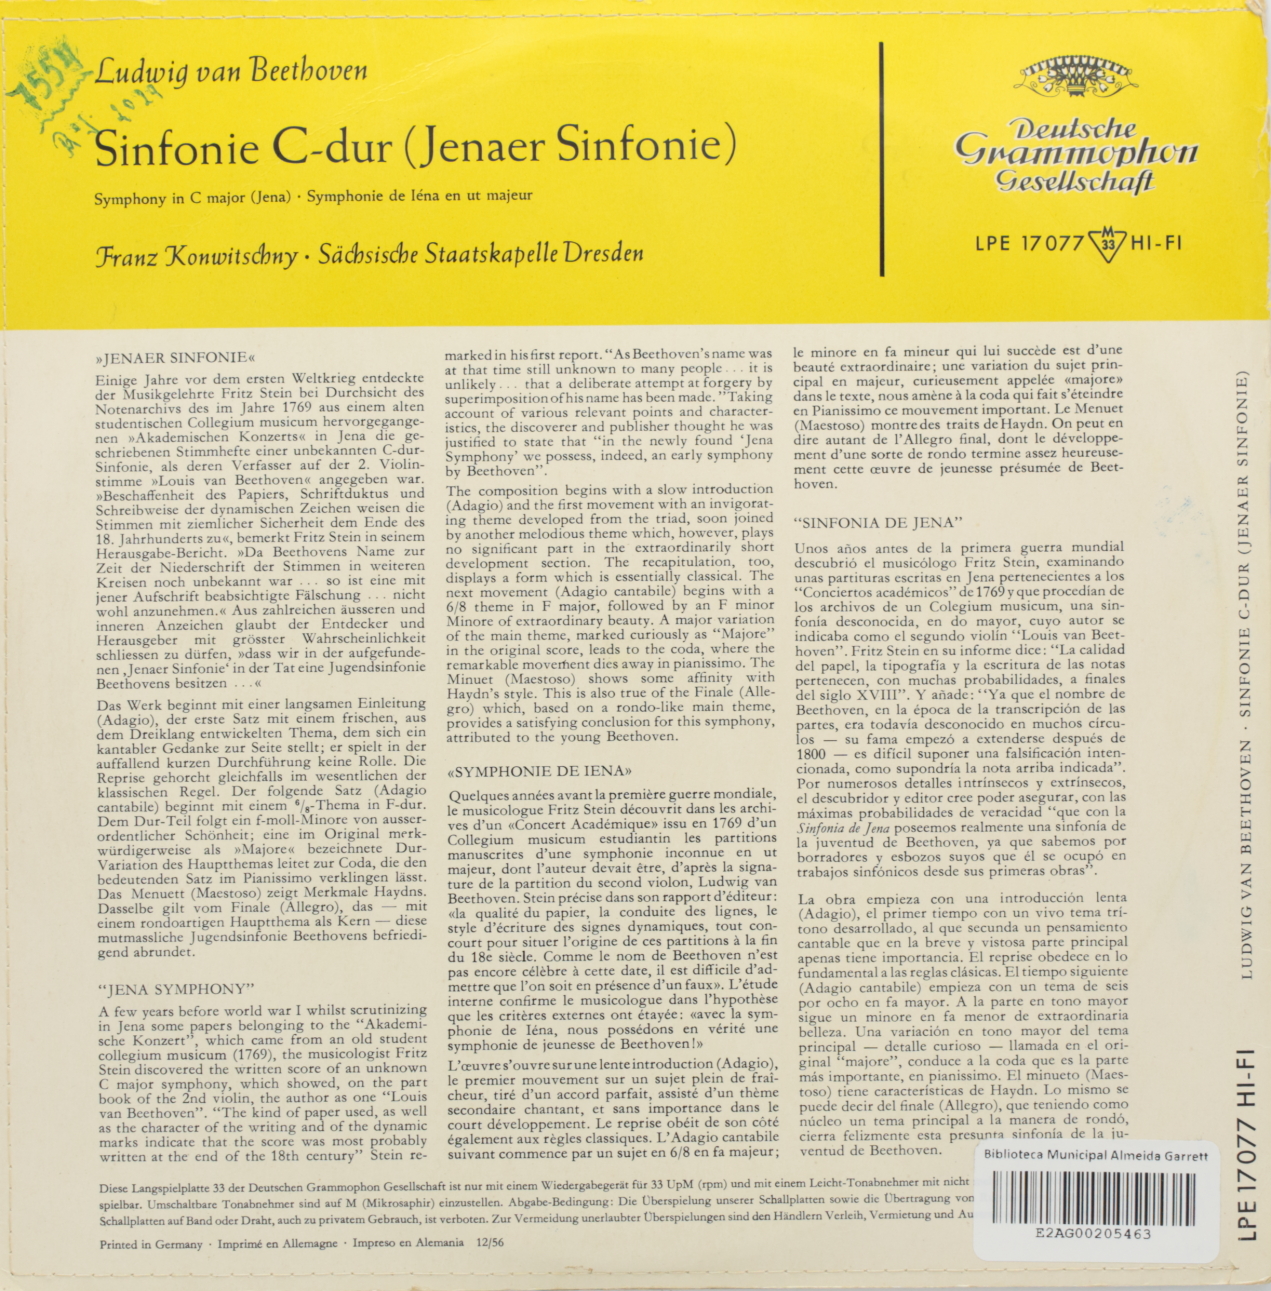 Ludwig van Beethoven
Sinfonie C-dur (Jenaer Sinfonie)
Symphony in C major (Jena) · Symphonie de Iéna en ut majeur
Franz Konwitschny · Sächsische Staatskapelle Dresden
7554
Deutsche
Grammophon
Gesellschaft
LPE 17077 M 33 HI-FI
»JENAER SINFONIE«
Einige Jahre vor dem ersten Weltkrieg entdeckte
der Musikgelehrte Fritz Stein bei Durchsicht des
Notenarchivs des im Jahre 1769 aus einem alten
studentischen Collegium musicum hervorgegange-
nen »Akademischen Konzerts« in Jena die ge-
schriebenen Stimmhefte einer unbekannten C-dur-
Sinfonie, als deren Verfasser auf der 2. Violin-
stimme »Louis van Beethoven« angegeben war.
»Beschaffenheit des Papiers, Schriftduktus und
Schreibweise der dynamischen Zeichen weisen die
Stimmen mit ziemlicher Sicherheit dem Ende des
18. Jahrhunderts zu«, bemerkt Fritz Stein in seinem
Herausgabe-Bericht. »Da Beethovens Name zur
Zeit der Niederschrift der Stimmen in weiteren
Kreisen noch unbekannt war ... so ist eine mit
jener Aufschrift beabsichtigte Fälschung ... nicht
wohl anzunehmen.« Aus zahlreichen äusseren und
inneren Anzeichen glaubt der Entdecker und
Herausgeber mit grösster Wahrscheinlichkeit
schliessen zu dürfen, »dass wir in der aufgefunde-
nen ‚Jenaer Sinfonie‘ in der Tat eine Jugendsinfonie
Beethovens besitzen ...«
Das Werk beginnt mit einer langsamen Einleitung
(Adagio), der erste Satz mit einem frischen, aus
dem Dreiklang entwickelten Thema, dem sich ein
kantabler Gedanke zur Seite stellt; er spielt in der
auffallend kurzen Durchführung keine Rolle. Die
Reprise gehorcht gleichfalls im wesentlichen der
klassischen Regel. Der folgende Satz (Adagio
cantabile) beginnt mit einem 6/8-Thema in F-dur.
Dem Dur-Teil folgt ein f-moll-Minore von ausser-
ordentlicher Schönheit; eine im Original merk-
würdigerweise als »Majore« bezeichnete Dur-
Variation des Hauptthemas leitet zur Coda, die den
bedeutenden Satz im Pianissimo verklingen lässt.
Das Menuett (Maestoso) zeigt Merkmale Haydns.
Dasselbe gilt vom Finale (Allegro), das — mit
einem rondoartigen Hauptthema als Kern — diese
mutmassliche Jugendsinfonie Beethovens befriedi-
gend abrundet.
“JENA SYMPHONY”
A few years before world war I whilst scrutinizing
in Jena some papers belonging to the “Akademi-
sche Konzert”, which came from an old student
collegium musicum (1769), the musicologist Fritz
Stein discovered the written score of an unknown
C major symphony, which showed, on the part
book of the 2nd violin, the author as one “Louis
van Beethoven”. “The kind of paper used, as well
as the character of the writing and of the dynamic
marks indicate that the score was most probably
written at the end of the 18th century” Stein re-
marked in his first report. “As Beethoven's name was
at that time still unknown to many people ... it is
unlikely ... that a deliberate attempt at forgery by
superimposition of his name has been made.” Taking
account of various relevant points and character-
istics, the discoverer and publisher thought he was
justified to state that “in the newly found ‘Jena
Symphony’ we possess, indeed, an early symphony
by Beethoven”.
The composition begins with a slow introduction
(Adagio) and the first movement with an invigorat-
ing theme developed from the triad, soon joined
by another melodious theme which, however, plays
no significant part in the extraordinarily short
development section. The recapitulation, too,
displays a form which is essentially classical. The
next movement (Adagio cantabile) begins with a
6/8 theme in F major, followed by an F minor
Minore of extraordinary beauty. A major variation
of the main theme, marked curiously as “Majore”
in the original score, leads to the coda, where the
remarkable movement dies away in pianissimo. The
Minuet (Maestoso) shows some affinity with
Haydn's style. This is also true of the Finale (Alle-
gro) which, based on a rondo-like main theme,
provides a satisfying conclusion for this symphony,
attributed to the young Beethoven.
«SYMPHONIE DE IENA»
Quelques années avant la première guerre mondiale,
le musicologue Fritz Stein découvrit dans les archi-
ves d'un «Concert Académique» issu en 1769 d'un
Collegium musicum estudiantin les partitions
manuscrites d'une symphonie inconnue en ut
majeur, dont l'auteur devait être, d'après la signa-
ture de la partition du second violon, Ludwig van
Beethoven. Stein précise dans son rapport d'éditeur:
«la qualité du papier, la conduite des lignes, le
style d'écriture des signes dynamiques, tout con-
court pour situer l'origine de ces partitions à la fin
du 18e siècle. Comme le nom de Beethoven n'est
pas encore célèbre à cette date, il est difficile d'ad-
mettre que l'on soit en présence d'un faux». L'étude
interne confirme le musicologue dans l'hypothèse
que les critères externes ont étayée: «avec la sym-
phonie de Iéna, nous possédons en vérité une
symphonie de jeunesse de Beethoven!»
L'œuvre s'ouvre sur une lente introduction (Adagio),
le premier mouvement sur un sujet plein de fraî-
cheur, tiré d'un accord parfait, assisté d'un thème
secondaire chantant, et sans importance dans le
court développement. Le reprise obéit de son côté
également aux règles classiques. L'Adagio cantabile
suivant commence par un sujet en 6/8 en fa majeur;
le minore en fa mineur qui lui succède est d'une
beauté extraordinaire; une variation du sujet prin-
cipal en majeur, curieusement appelée «majore»
dans le texte, nous amène à la coda qui fait s'éteindre
en Pianissimo ce mouvement important. Le Menuet
(Maestoso) montre des traits de Haydn. On peut en
dire autant de l'Allegro final, dont le développe-
ment d'une sorte de rondo termine assez heureuse-
ment cette œuvre de jeunesse présumée de Beet-
hoven.
“SINFONIA DE JENA”
Unos años antes de la primera guerra mundial
descubrió el musicólogo Fritz Stein, examinando
unas partituras escritas en Jena pertenecientes a los
“Conciertos académicos” de 1769 y que procedían de
los archivos de un Colegium musicum, una sin-
fonía desconocida, en do mayor, cuyo autor se
indicaba como el segundo violín “Louis van Beet-
hoven”. Fritz Stein en su informe dice: “La calidad
del papel, la tipografía y la escritura de las notas
pertenecen, con muchas probabilidades, a finales
del siglo XVIII”. Y añade: “Ya que el nombre de
Beethoven, en la época de la transcripción de las
partes, era todavía desconocido en muchos círcu-
los — su fama empezó a extenderse después de
1800 — es difícil suponer una falsificación inten-
cionada, como supondría la nota arriba indicada”.
Por numerosos detalles intrínsecos y extrínsecos,
el descubridor y editor cree poder asegurar, con las
máximas probabilidades de veracidad “que con la
Sinfonia de Jena poseemos realmente una sinfonía de
la juventud de Beethoven, ya que sabemos por
borradores y esbozos suyos que él se ocupó en
trabajos sinfónicos desde sus primeras obras”.
La obra empieza con una introducción lenta
(Adagio), el primer tiempo con un vivo tema trí-
tono desarrollado, al que secunda un pensamiento
cantable que en la breve y vistosa parte principal
apenas tiene importancia. El reprise obedece en lo
fundamental a las reglas clásicas. El tiempo siguiente
(Adagio cantabile) empieza con un tema de seis
por ocho en fa mayor. A la parte en tono mayor
sigue un minore en fa menor de extraordinaria
belleza. Una variación en tono mayor del tema
principal — detalle curioso — llamada en el ori-
ginal “majore”, conduce a la coda que es la parte
más importante, en pianissimo. El minueto (Maes-
toso) tiene características de Haydn. Lo mismo se
puede decir del finale (Allegro), que teniendo como
núcleo un tema principal a la manera de rondó,
cierra felizmente esta presunta sinfonía de la ju-
ventud de Beethoven.
Diese Langspielplatte 33 der Deutschen Grammophon Gesellschaft ist nur mit einem Wiedergabegerät für 33 UpM (rpm) und mit einem Leicht-Tonabnehmer mit nicht
spielbar. Umschaltbare Tonabnehmer sind auf M (Mikrosaphir) einzustellen. Abgabe-Bedingung: Die Überspielung unserer Schallplatten sowie die Übertragung von
Schallplatten auf Band oder Draht, auch zu privatem Gebrauch, ist verboten. Zur Vermeidung unerlaubter Überspielungen sind den Händlern Verleih, Vermietung und Au
Printed in Germany · Imprimé en Allemagne · Impreso en Alemania 12/56
Biblioteca Municipal Almeida Garrett
E2AG00205463
LPE 17077 HI-FI LUDWIG VAN BEETHOVEN · SINFONIE C-DUR (JENAER SINFONIE)